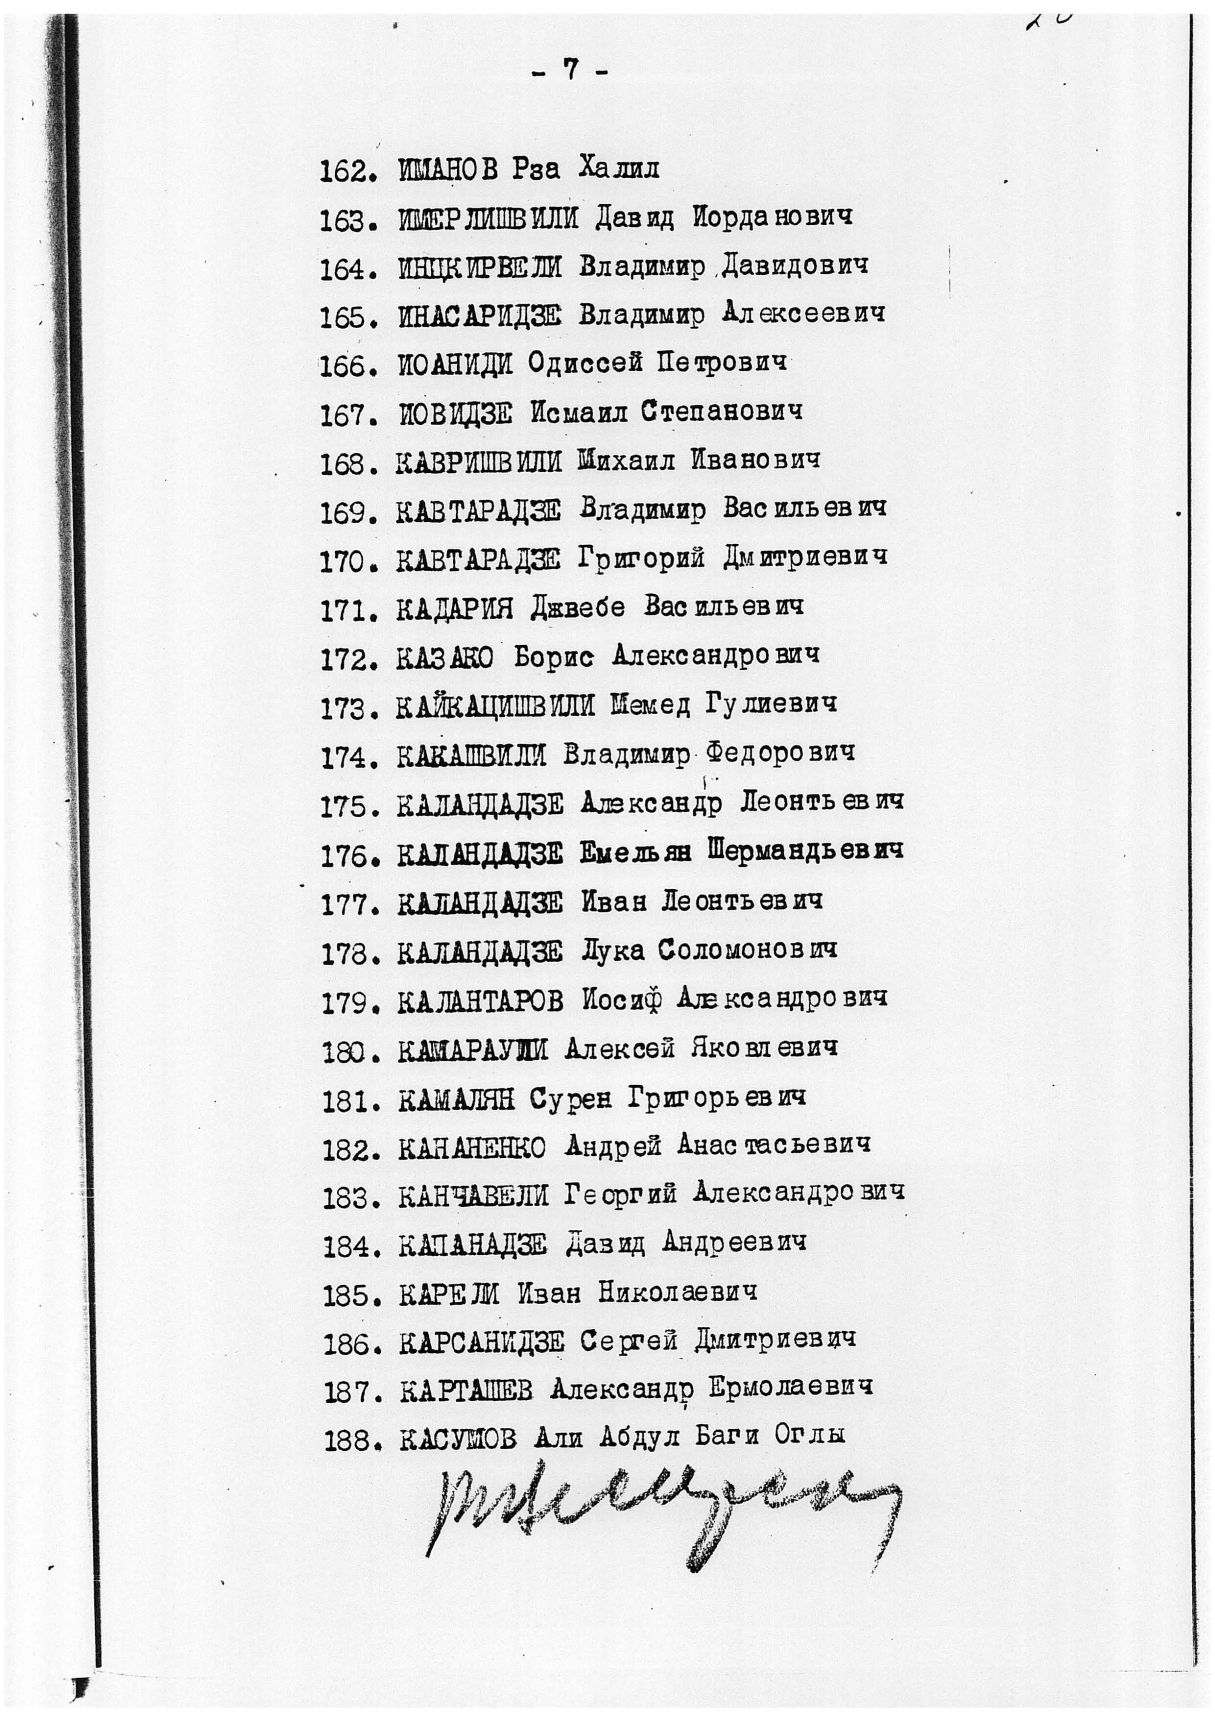 - 7 -
162. ИМАНОВ Рза Халил
163. ИМЕРЛИШВИЛИ Давид Иорданович
164. ИНЦКИРВЕЛИ Владимир Давидович
165. ИНАСАРИДЗЕ Владимир Алексеевич
166. ИОАНИДИ Одиссей Петрович
167. ИОВИДЗЕ Исмаил Степанович
168. КАВРИШВИЛИ Михаил Иванович
169. КАВТАРАДЗЕ Владимир Васильевич
170. КАВТАРАДЗЕ Григорий Дмитриевич
171. КАДАРИЯ Джвебе Васильевич
172. КАЗАКО Борис Александрович
173. КАЙКАЦИШВИЛИ Мемед Гулиевич
174. КАКАШВИЛИ Владимир Федорович
175. КАЛАНДАДЗЕ Александр Леонтьевич
176. КАЛАНДАДЗЕ Емельян Шермандьевич
177. КАЛАНДАДЗЕ Иван Леонтьевич
178. КАЛАНДАДЗЕ Лука Соломонович
179. КАЛАНТАРОВ Иосиф Александрович
180. КАМАРАУЛИ Алексей Яковлевич
181. КАМАЛЯН Сурен Григорьевич
182. КАНАНЕНКО Андрей Анастасьевич
183. КАНЧАВЕЛИ Георгий Александрович
184. КАПАНАДЗЕ Давид Андреевич
185. КАРЕЛИ Иван Николаевич
186. КАРСАНИДЗЕ Сергей Дмитриевич
187. КАРТАШЕВ Александр Ермолаевич
188. КАСУМОВ Али Абдул Баги Оглы